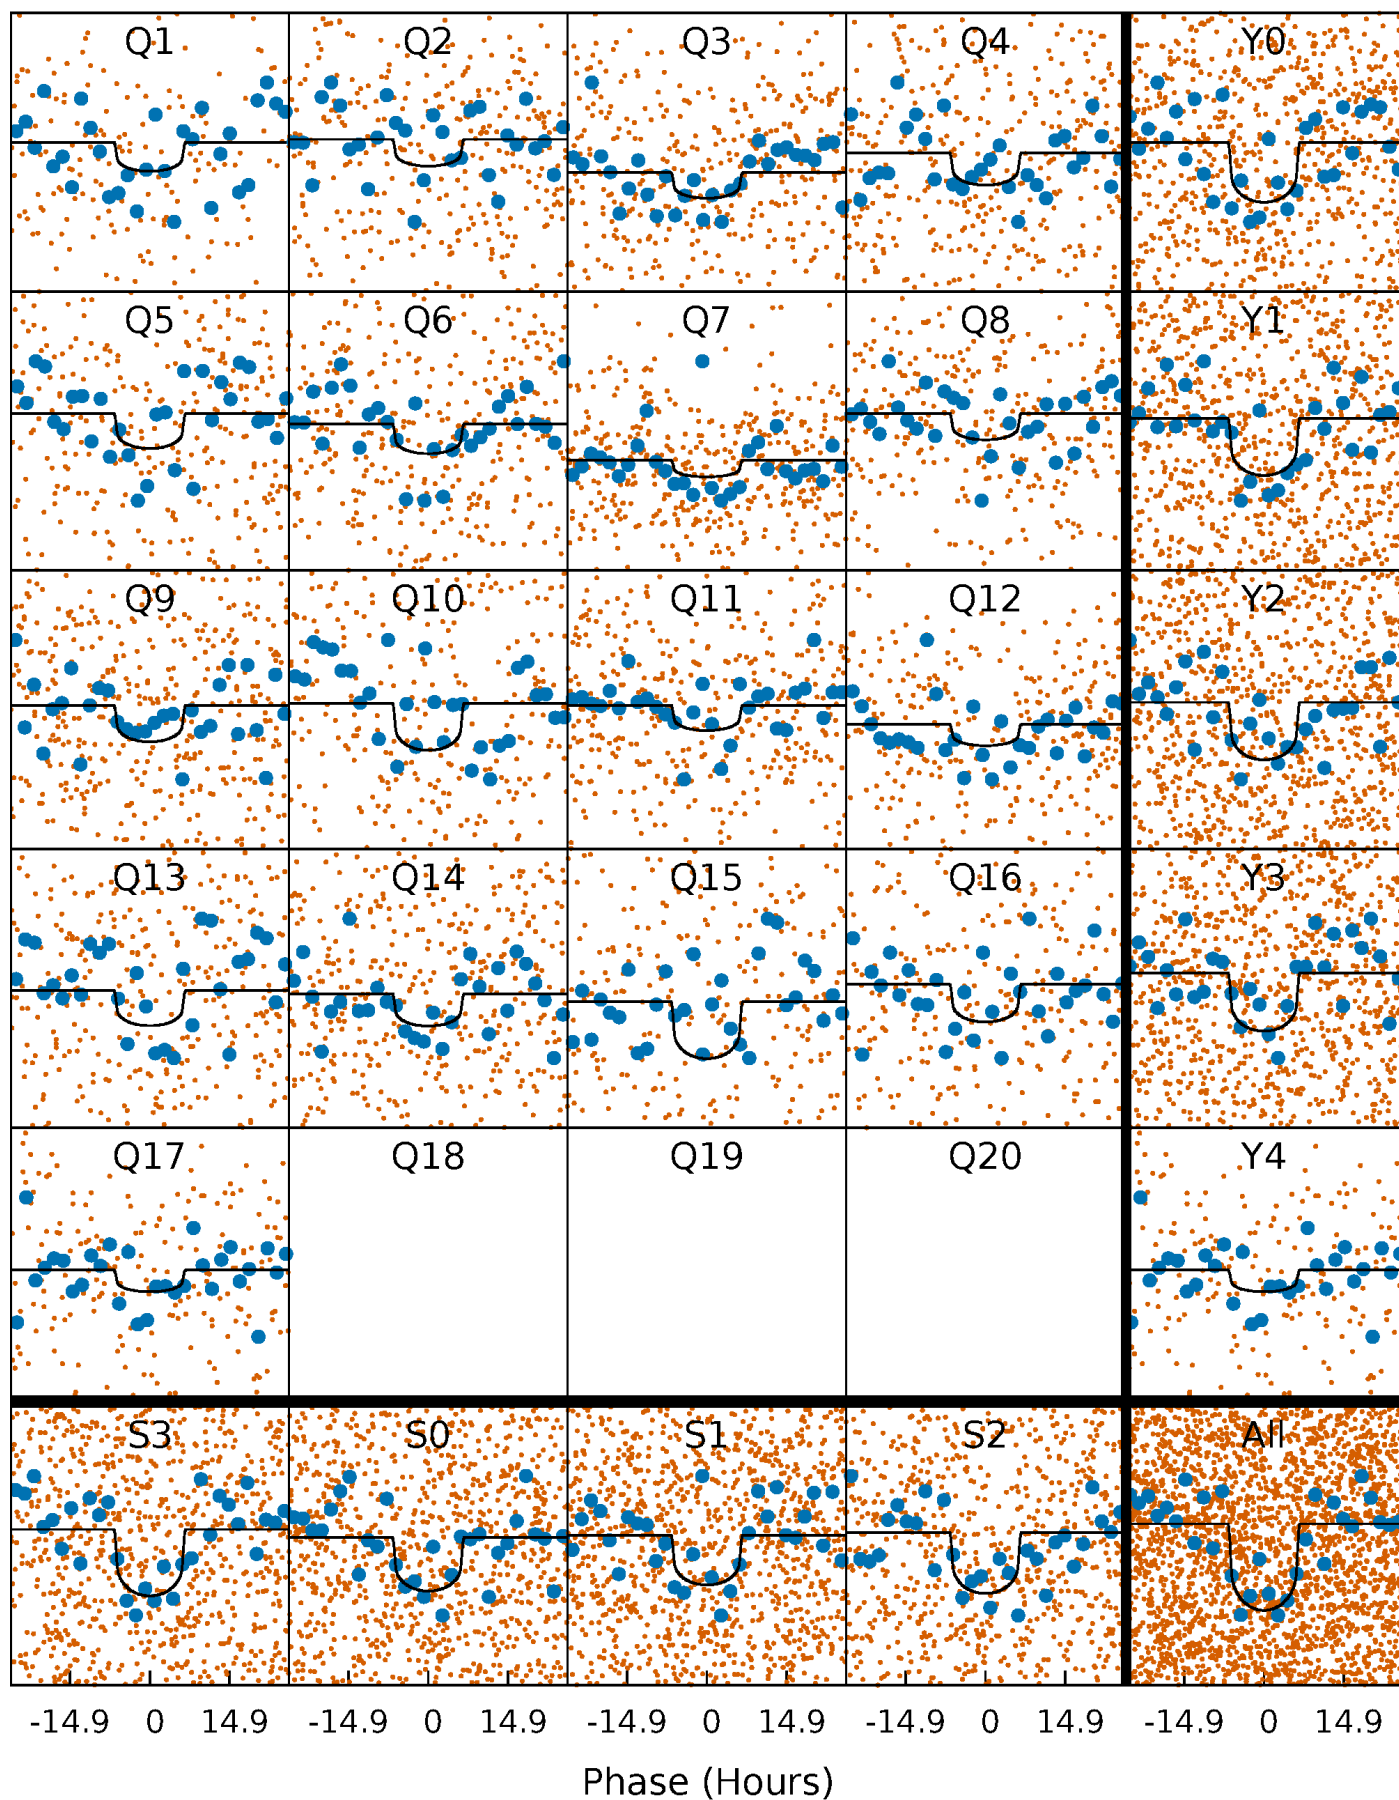 Q1 Q2 Q3 Q4 Y0
Q5 Q6 Q7 Q8 Y1
Q9 Q10 Q11 Q12 Y2
Q13 Q14 Q15 Q16 Y3
Q17 Q18 Q19 Q20 Y4
S3 S0 S1 S2 All
-14.9 0 14.9 -14.9 0 14.9 -14.9 0 14.9 -14.9 0 14.9 -14.9 0 14.9
Phase (Hours)